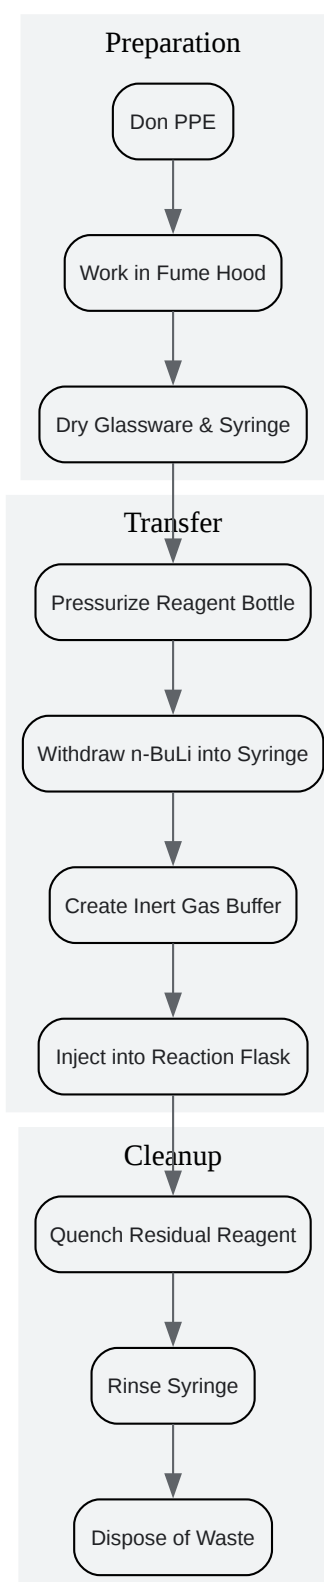 Preparation
Don PPE
Work in Fume Hood
Dry Glassware & Syringe
Transfer
Pressurize Reagent Bottle
Withdraw n-BuLi into Syringe
Create Inert Gas Buffer
Inject into Reaction Flask
Cleanup
Quench Residual Reagent
Rinse Syringe
Dispose of Waste